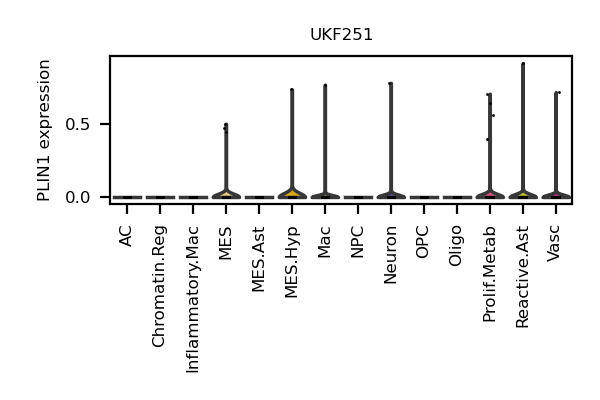 UKF251
PLIN1 expression
0.5
0.0
AC
Chromatin.Reg
Inflammatory.Mac
MES
MES.Ast
MES.Hyp
Mac
NPC
Neuron
OPC
Oligo
Prolif.Metab
Reactive.Ast
Vasc